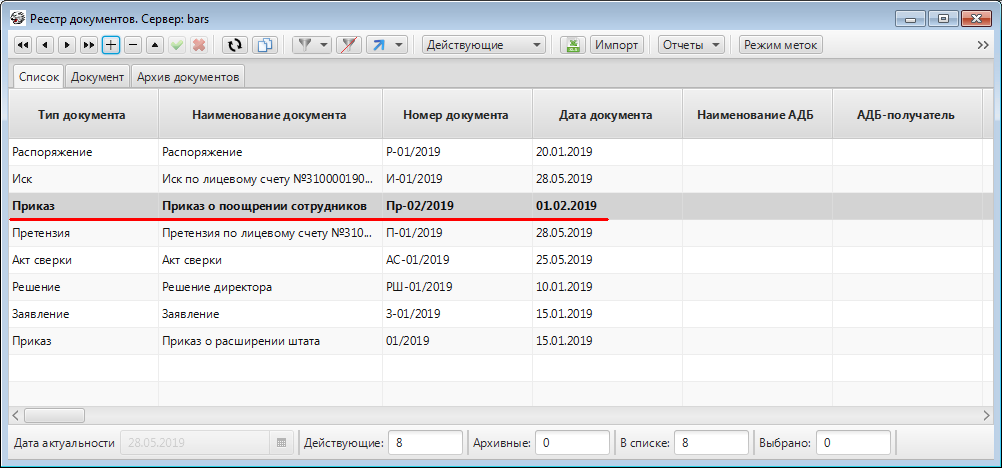 Реестр документов. Сервер: bars
Действующие Импорт Отчеты Режим меток
Список Документ Архив документов
Тип документа Наименование документа Номер документа Дата документа Наименование АДБ АДБ-получатель
Распоряжение Распоряжение Р-01/2019 20.01.2019
Иск Иск по лицевому счету №310000190... И-01/2019 28.05.2019
Приказ Приказ о поощрении сотрудников Пр-02/2019 01.02.2019
Претензия Претензия по лицевому счету №310... П-01/2019 28.05.2019
Акт сверки Акт сверки АС-01/2019 25.05.2019
Решение Решение директора РШ-01/2019 10.01.2019
Заявление Заявление З-01/2019 15.01.2019
Приказ Приказ о расширении штата 01/2019 15.01.2019
Дата актуальности 28.05.2019 Действующие: 8 Архивные: 0 В списке: 8 Выбрано: 0